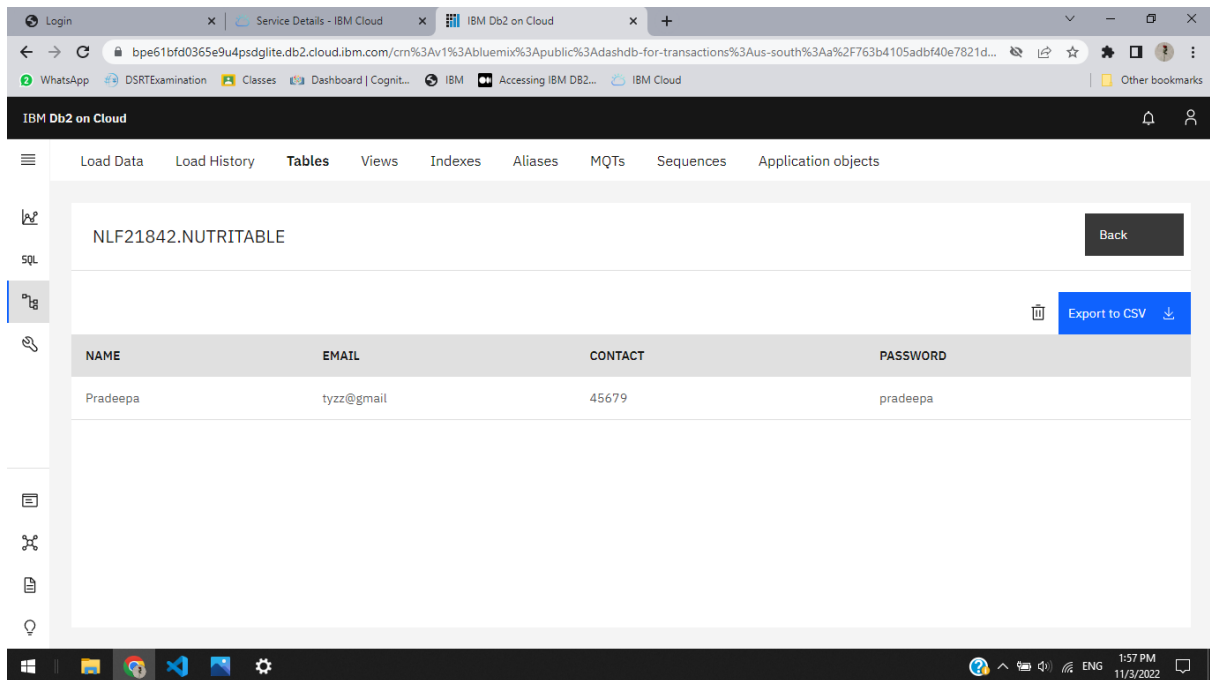 Login Service Details - IBM Cloud IBM Db2 on Cloud
bpe61bfd0365e9u4psdglite.db2.cloud.ibm.com/crn%3Av1%3Abluemix%3Apublic%3Adashdb-for-transactions%3Aus-south%3Aa%2F763b4105adbf40e7821d...
WhatsApp DSRTExamination Classes Dashboard | Cognit... IBM Accessing IBM DB2... IBM Cloud Other bookmarks
IBM Db2 on Cloud
Load Data Load History Tables Views Indexes Aliases MQTs Sequences Application objects
NLF21842.NUTRITABLE Back
SQL
Export to CSV
NAME EMAIL CONTACT PASSWORD
Pradeepa tyzz@gmail 45679 pradeepa
ENG 1:57 PM
11/3/2022